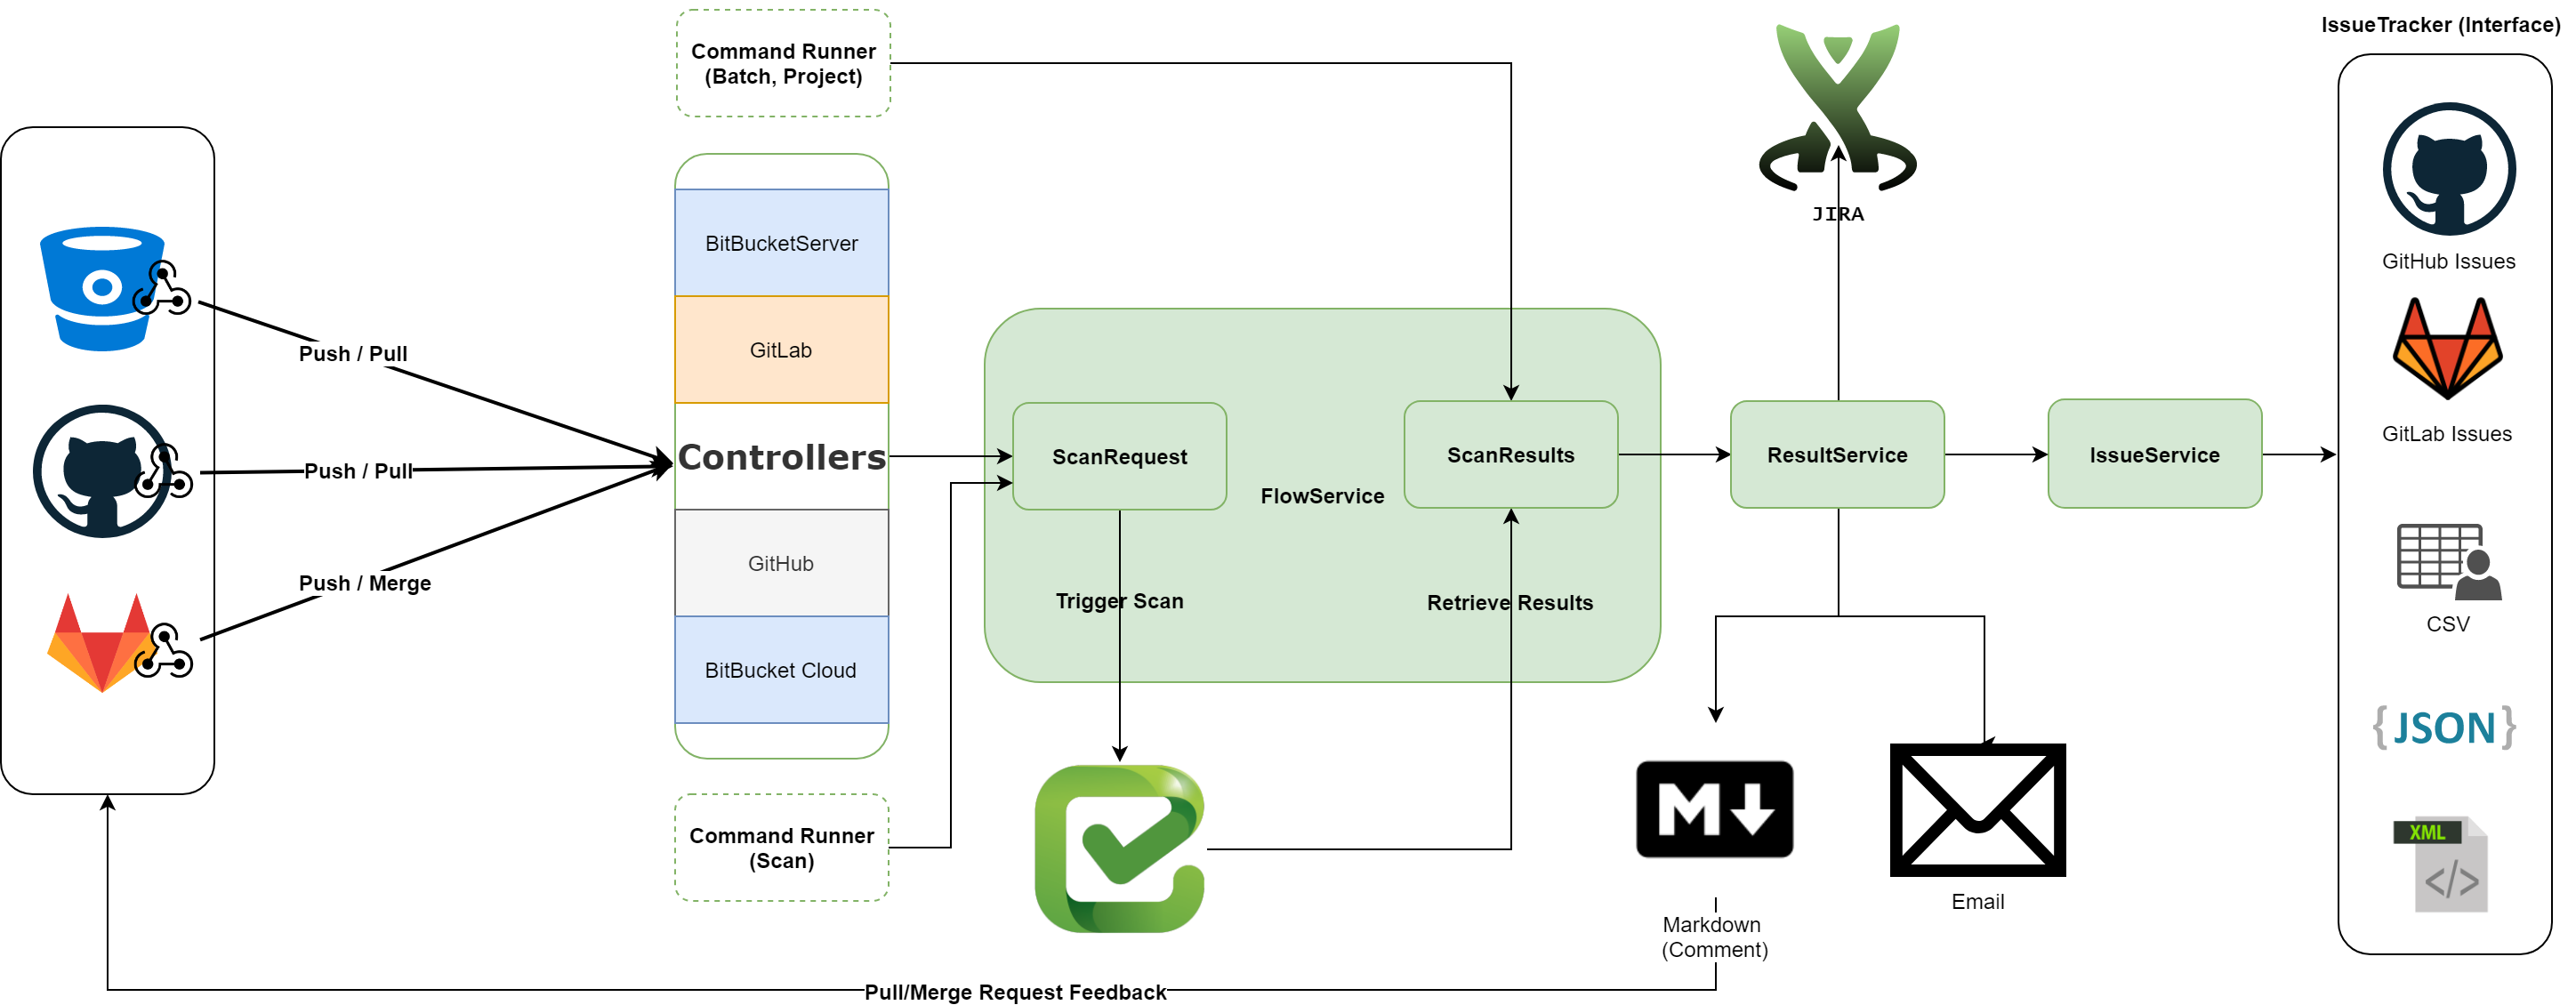 IssueTracker (Interface)
Command Runner
(Batch, Project)
JIRA
BitBucketServer
GitHub Issues
Push / Pull
GitLab
GitLab Issues
Controllers
ScanRequest
ScanResults
ResultService
IssueService
Push / Pull
FlowService
GitHub
Push / Merge
Trigger Scan
Retrieve Results
CSV
BitBucket Cloud
{JSON}
Command Runner
(Scan)
M
XML
</>
Email
Markdown
(Comment)
Pull/Merge Request Feedback